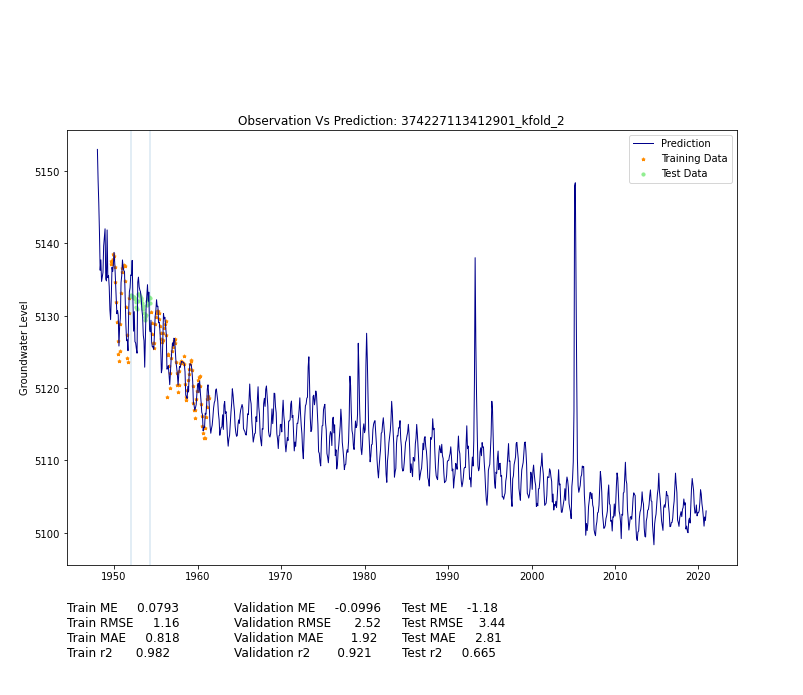 Observation Vs Prediction: 374227113412901_kfold_2
Prediction
Training Data
Test Data
Groundwater Level
5150
5140
5130
5120
5110
5100
1950 1960 1970 1980 1990 2000 2010 2020
Train ME 0.0793 Validation ME -0.0996 Test ME -1.18
Train RMSE 1.16 Validation RMSE 2.52 Test RMSE 3.44
Train MAE 0.818 Validation MAE 1.92 Test MAE 2.81
Train r2 0.982 Validation r2 0.921 Test r2 0.665